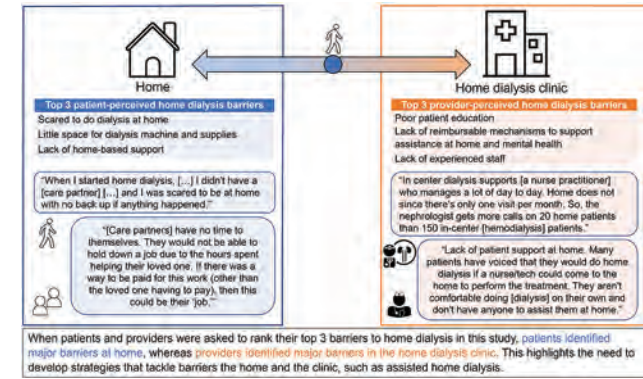 Home
Home dialysis clinic
Top 3 patient-perceived home dialysis barriers
Scared to do dialysis at home
Little space for dialysis machine and supplies
Lack of home-based support
"When I started home dialysis, [...] I didn't have a
[care partner] [...] and I was scared to be at home
with no back up if anything happened."
"[Care partners] have no time to
themselves. They would not be able to
hold down a job due to the hours spent
helping their loved one. If there was a
way to be paid for this work (other than
the loved one having to pay), then this
could be their 'job.'"
Top 3 provider-perceived home dialysis barriers
Poor patient education
Lack of reimbursable mechanisms to support
assistance at home and mental health
Lack of experienced staff
"In center dialysis supports [a nurse practitioner]
who manages a lot of day to day. Home does not
since there's only one visit per month. So, the
nephrologist gets more calls on 20 home patients
than 150 in-center [hemodialysis] patients."
"Lack of patient support at home. Many
patients have voiced that they would do home
dialysis if a nurse/tech could come to the
home to perform the treatment. They aren't
comfortable doing [dialysis] on their own and
don't have anyone to assist them at home."
When patients and providers were asked to rank their top 3 barriers to home dialysis in this study, patients identified
major barriers at home, whereas providers identified major barriers in the home dialysis clinic. This highlights the need to
develop strategies that tackle barriers the home and the clinic, such as assisted home dialysis.